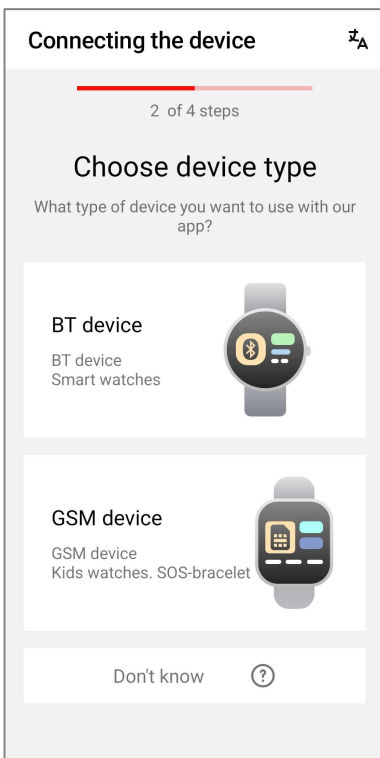 Connecting the device
2 of 4 steps
Choose device type
What type of device you want to use with our
app?
BT device
BT device
Smart watches
GSM device
GSM device
Kids watches. SOS-bracelet
Don't know
?